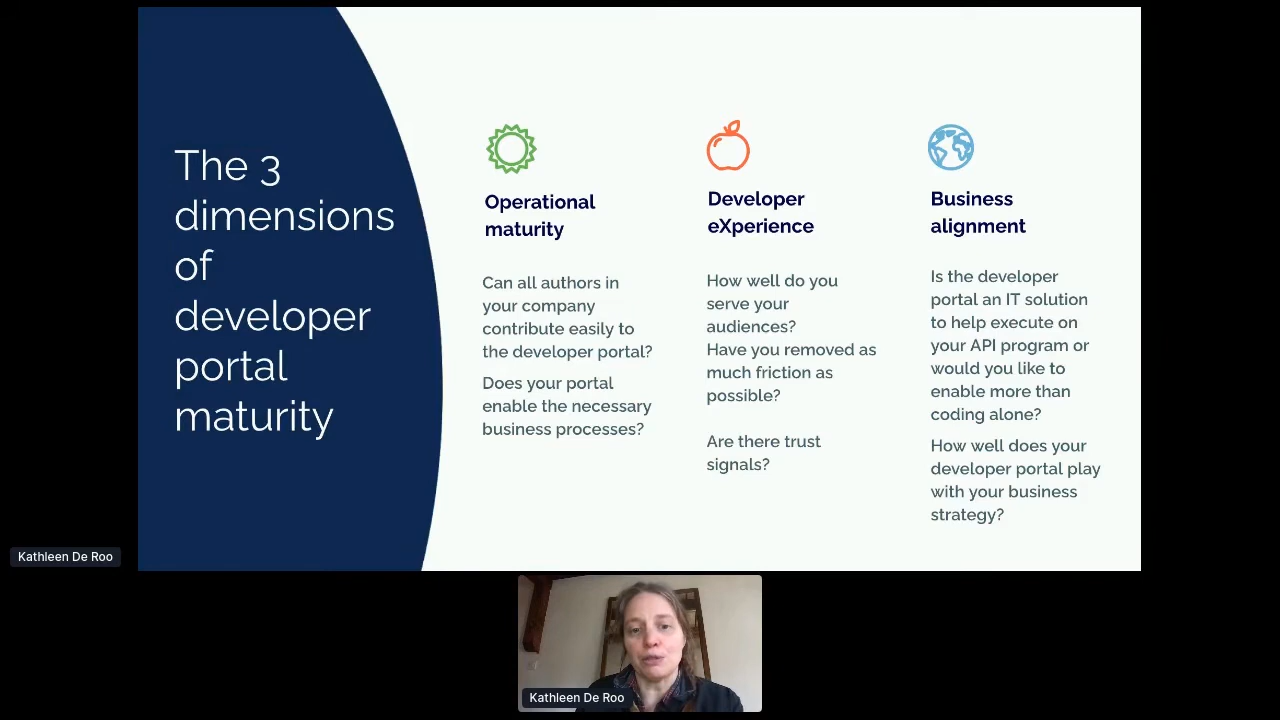 The 3
dimensions
of
developer
portal
maturity
Operational
maturity
Can all authors in
your company
contribute easily to
the developer portal?
Does your portal
enable the necessary
business processes?
Developer
eXperience
How well do you
serve your
audiences?
Have you removed as
much friction as
possible?
Are there trust
signals?
Business
alignment
Is the developer
portal an IT solution
to help execute on
your API program or
would you like to
enable more than
coding alone?
How well does your
developer portal play
with your business
strategy?
Kathleen De Roo
Kathleen De Roo